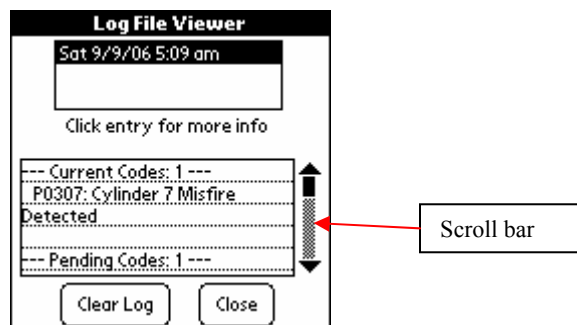 Log File Viewer
Sat 9/9/06 5:09 am
Click entry for more info
--- Current Codes: 1 ---
P0307: Cylinder 7 Misfire
Detected
--- Pending Codes: 1 ---
Scroll bar
Clear Log
Close